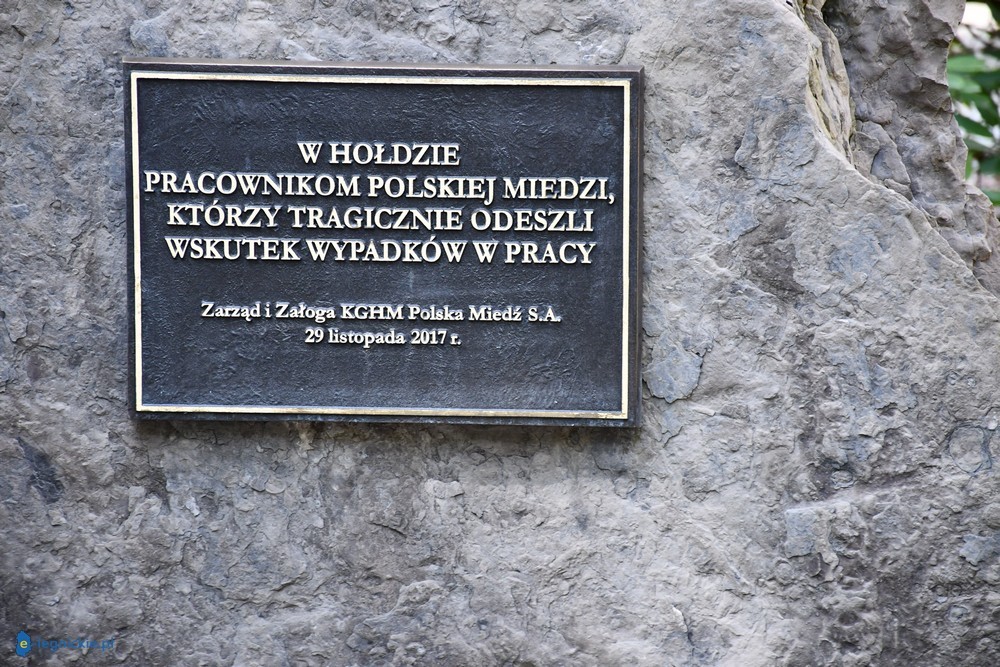 W HOŁDZIE
PRACOWNIKOM POLSKIEJ MIEDZI,
KTÓRZY TRAGICZNIE ODESZLI
WSKUTEK WYPADKÓW W PRACY
Zarząd i Załoga KGHM Polska Miedź S.A.
29 listopada 2017 r.